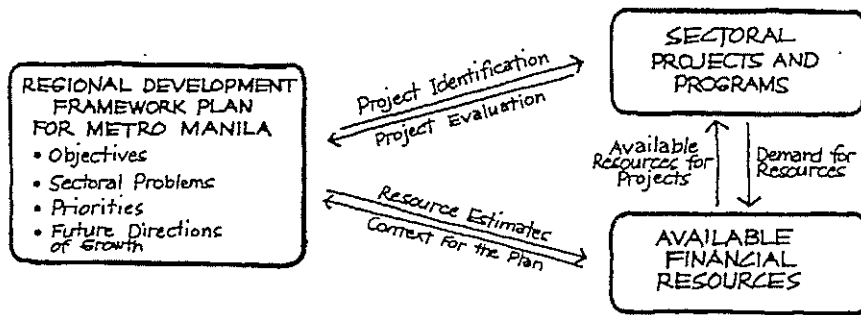 REGIONAL DEVELOPMENT
FRAMEWORK PLAN
FOR METRO MANILA
• Objectives
• Sectoral Problems
• Priorities
• Future Directions
of Growth
Project Identification
Project Evaluation
Resource Estimates
Context For the Plan
SECTORAL
PROJECTS AND
PROGRAMS
Available
Resources for
Projects
Demand for
Resources
AVAILABLE
FINANCIAL
RESOURCES